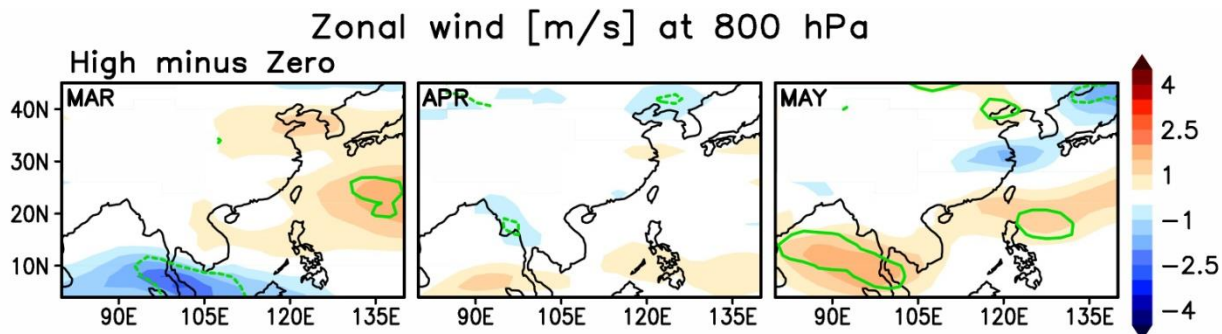 Zonal wind [m/s] at 800 hPa
High minus Zero
MAR
APR
MAY
40N
30N
20N
10N
90E 105E 120E 135E
90E 105E 120E 135E
90E 105E 120E 135E
4
2.5
1
−1
−2.5
−4